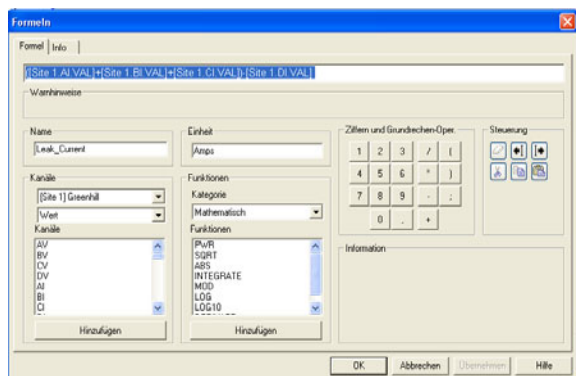 Formeln
Formel Info
([Site 1.AI.VAL]+[Site 1.BI.VAL]+[Site 1.CI.VAL])-[Site 1.DI.VAL]
Warnhinweise
Name
Leak_Current
Einheit
Amps
Kanäle
[Site 1] Greenhill
Wert
Kanäle
AV
BV
CV
DV
AI
BI
CI
Hinzufügen
Funktionen
Kategorie
Mathematisch
Funktionen
PWR
SQRT
ABS
INTEGRATE
MOD
LOG
LOG10
Hinzufügen
Ziffern und Grundrechen-Oper.
1 2 3 / (
4 5 6 * )
7 8 9 - ;
0 . +
Steuerung
Information
OK Abbrechen Übernehmen Hilfe